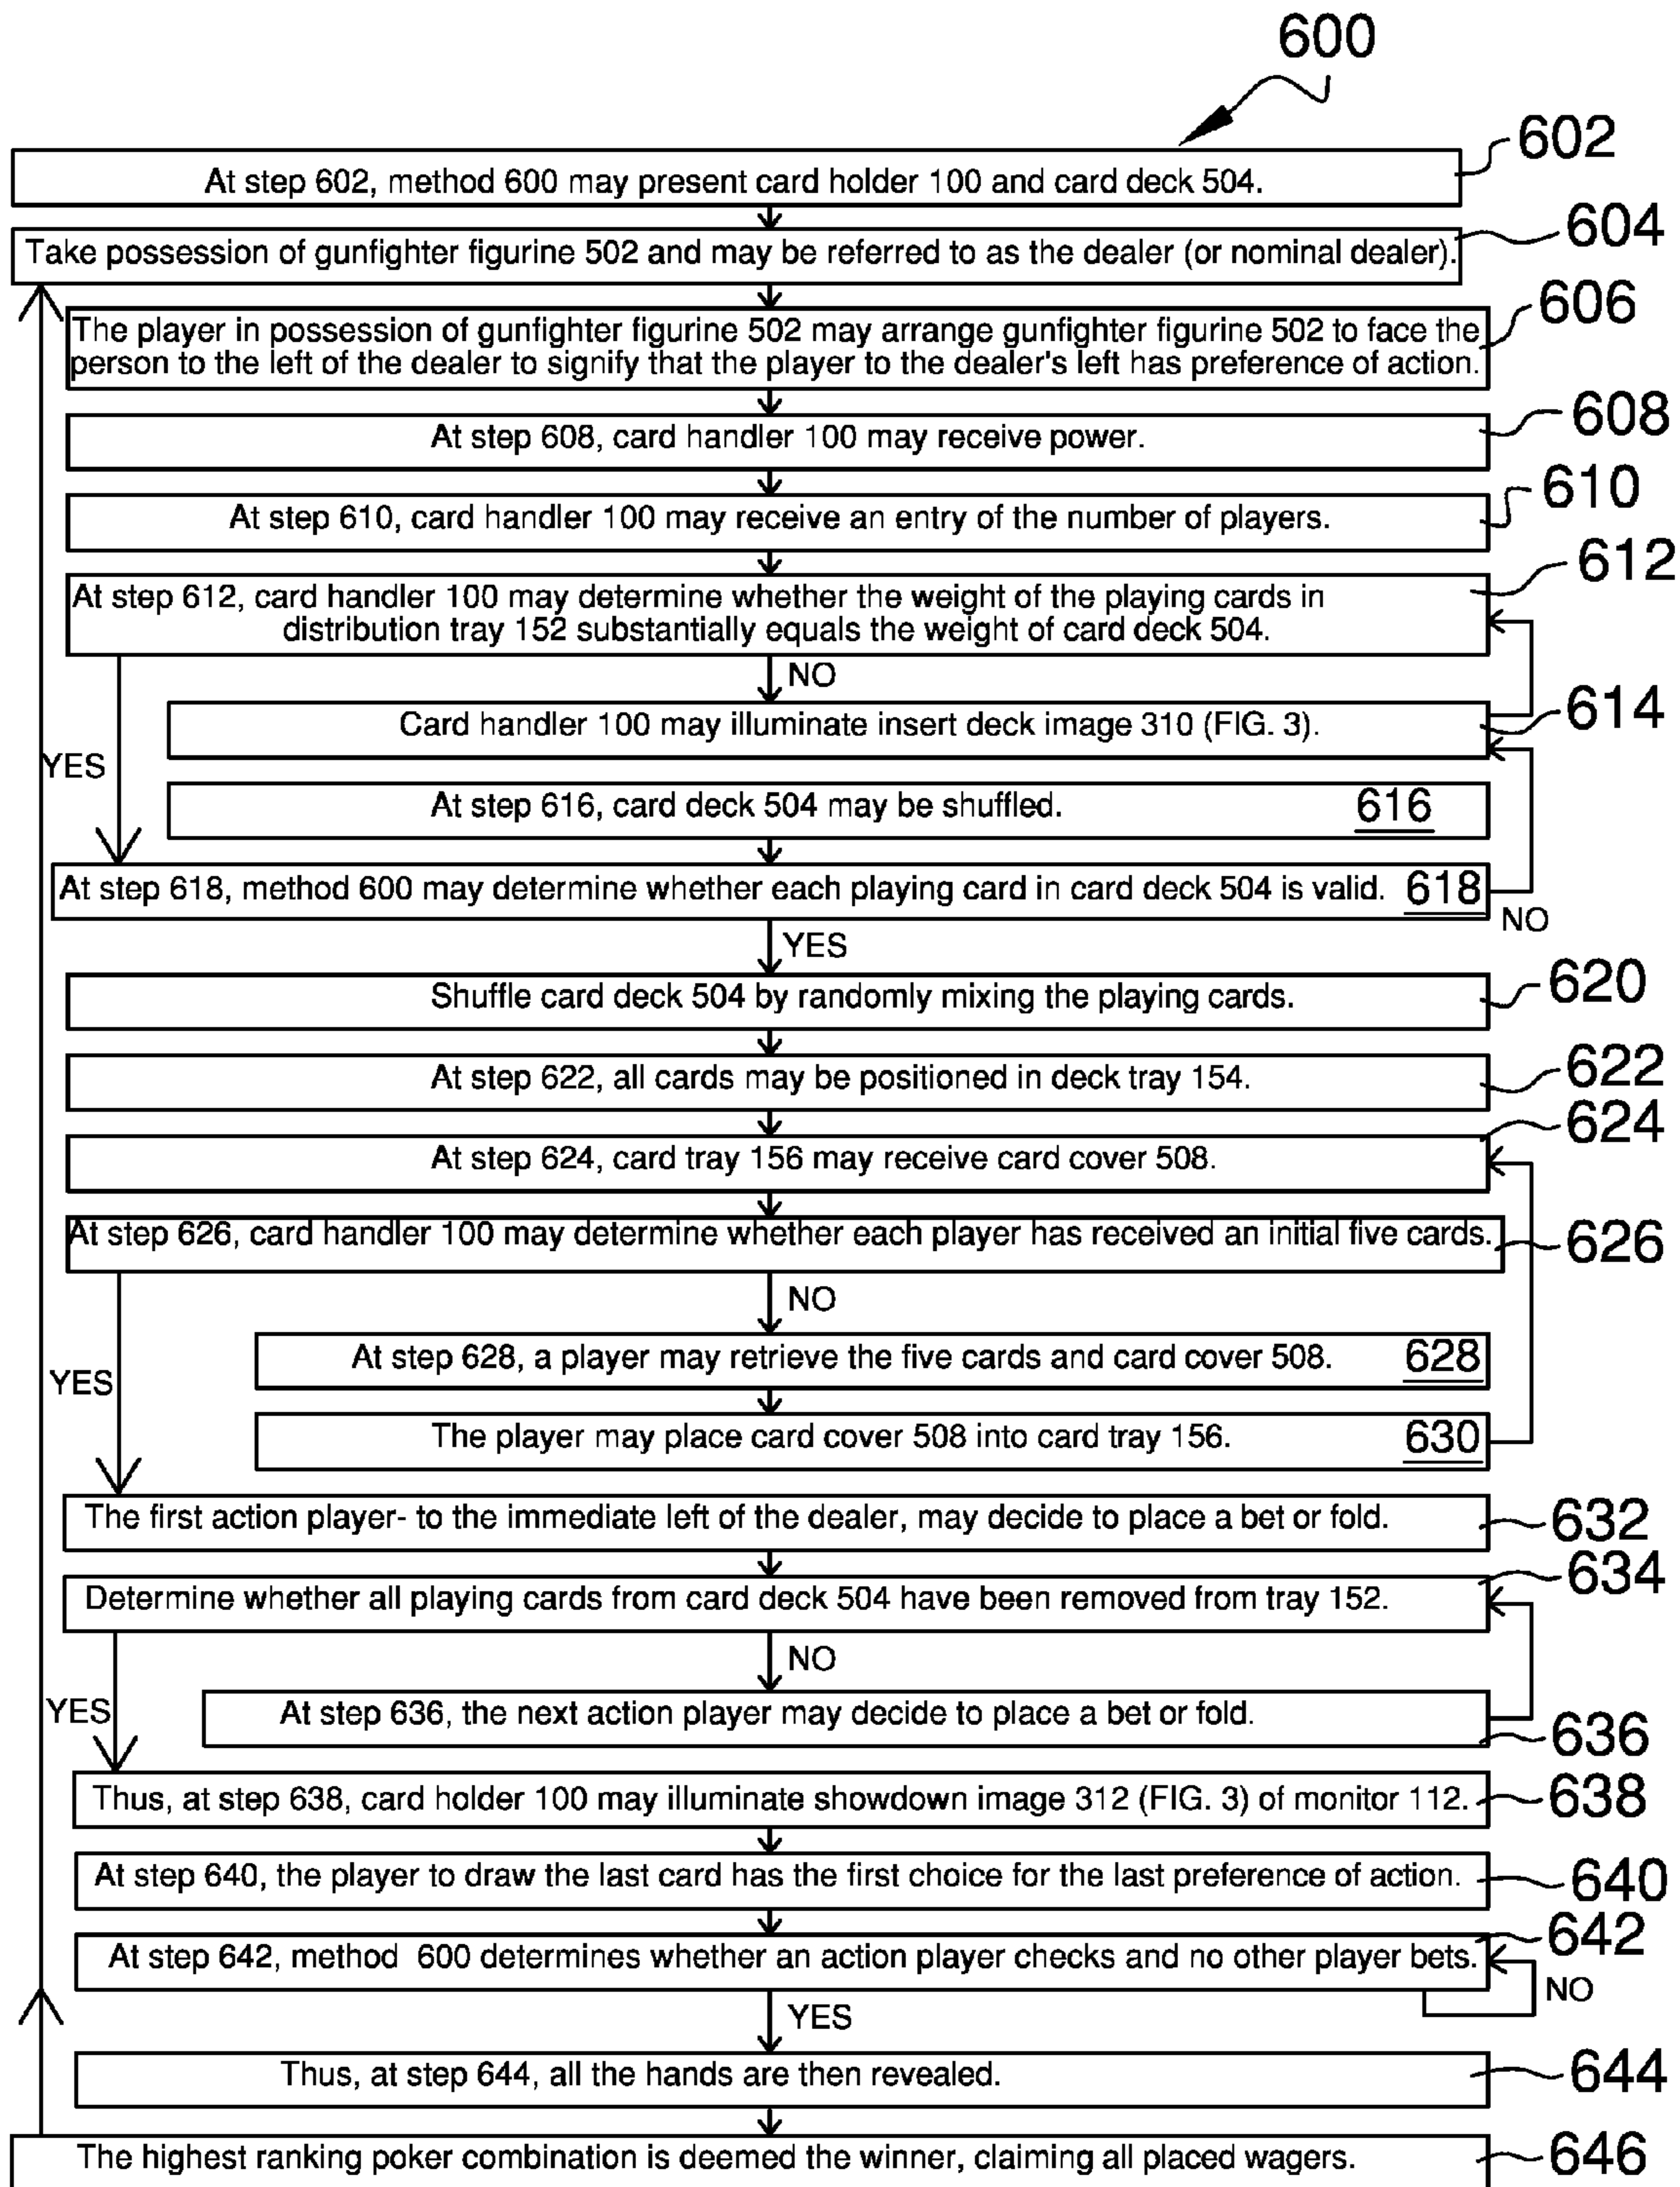 600
At step 602, method 600 may present card holder 100 and card deck 504.
602
Take possession of gunfighter figurine 502 and may be referred to as the dealer (or nominal dealer).
604
The player in possession of gunfighter figurine 502 may arrange gunfighter figurine 502 to face the
person to the left of the dealer to signify that the player to the dealer's left has preference of action.
606
At step 608, card handler 100 may receive power.
608
At step 610, card handler 100 may receive an entry of the number of players.
610
At step 612, card handler 100 may determine whether the weight of the playing cards in
distribution tray 152 substantially equals the weight of card deck 504.
612
NO
Card handler 100 may illuminate insert deck image 310 (FIG. 3).
614
YES
At step 616, card deck 504 may be shuffled. 616
At step 618, method 600 may determine whether each playing card in card deck 504 is valid. 618
NO
YES
Shuffle card deck 504 by randomly mixing the playing cards.
620
At step 622, all cards may be positioned in deck tray 154.
622
At step 624, card tray 156 may receive card cover 508.
624
At step 626, card handler 100 may determine whether each player has received an initial five cards.
626
NO
At step 628, a player may retrieve the five cards and card cover 508. 628
YES
The player may place card cover 508 into card tray 156. 630
The first action player- to the immediate left of the dealer, may decide to place a bet or fold.
632
Determine whether all playing cards from card deck 504 have been removed from tray 152.
634
NO
YES
At step 636, the next action player may decide to place a bet or fold.
636
Thus, at step 638, card holder 100 may illuminate showdown image 312 (FIG. 3) of monitor 112.
638
At step 640, the player to draw the last card has the first choice for the last preference of action.
640
At step 642, method 600 determines whether an action player checks and no other player bets.
642
NO
YES
Thus, at step 644, all the hands are then revealed.
644
The highest ranking poker combination is deemed the winner, claiming all placed wagers.
646